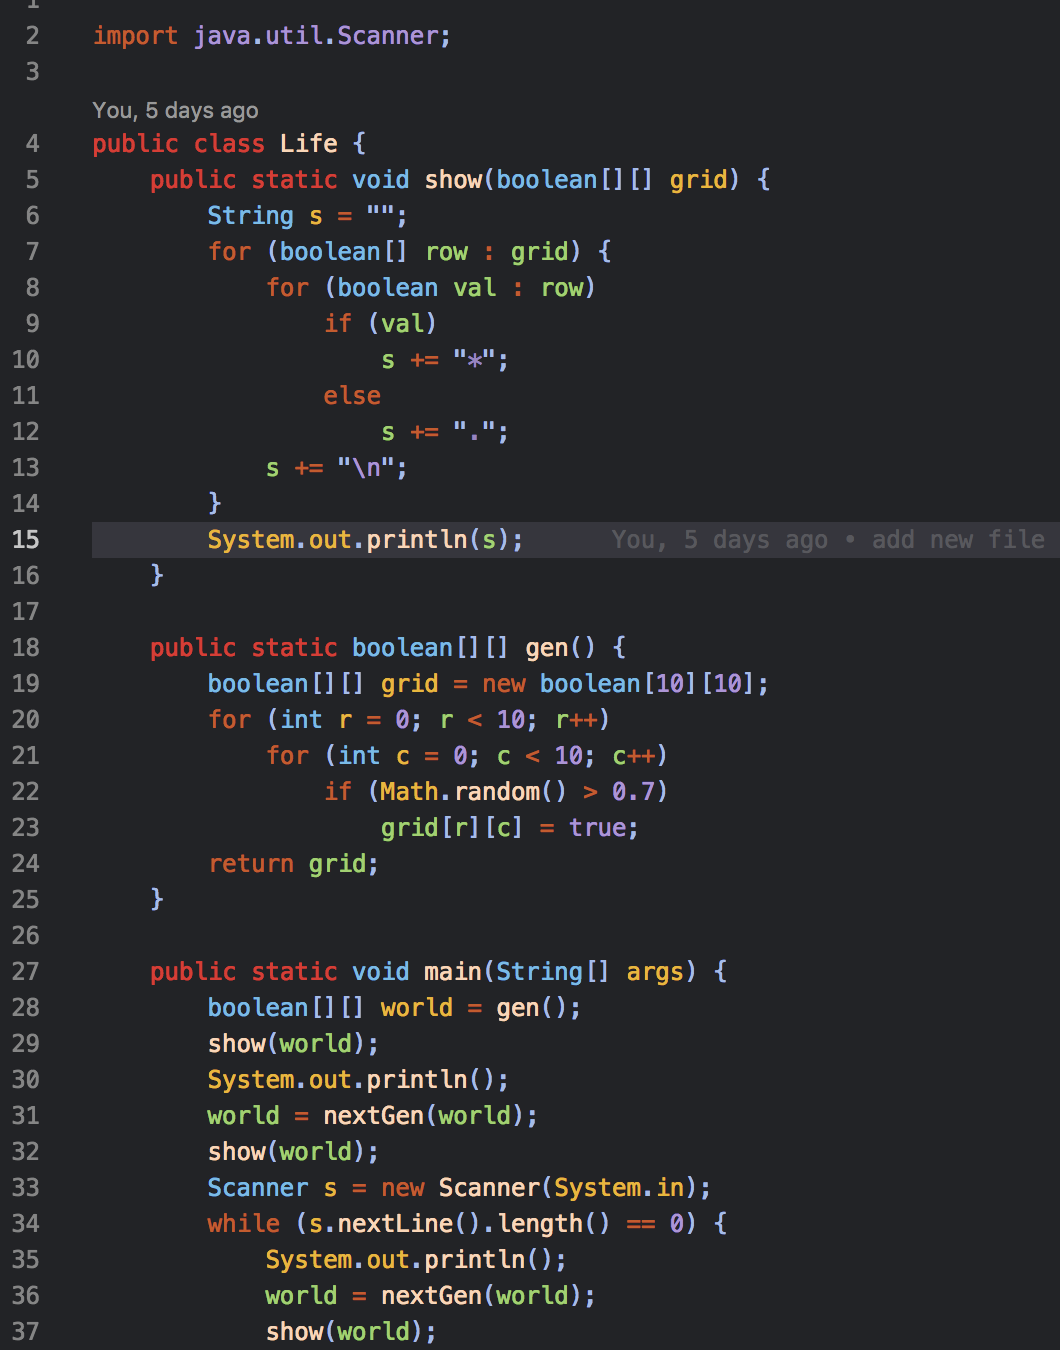 1
2 import java.util.Scanner;
3
You, 5 days ago
4 public class Life {
5     public static void show(boolean[][] grid) {
6         String s = "";
7         for (boolean[] row : grid) {
8             for (boolean val : row)
9                 if (val)
10                     s += "*";
11                 else
12                     s += ".";
13             s += "\n";
14         }
15         System.out.println(s);      You, 5 days ago • add new file
16     }
17
18     public static boolean[][] gen() {
19         boolean[][] grid = new boolean[10][10];
20         for (int r = 0; r < 10; r++)
21             for (int c = 0; c < 10; c++)
22                 if (Math.random() > 0.7)
23                     grid[r][c] = true;
24         return grid;
25     }
26
27     public static void main(String[] args) {
28         boolean[][] world = gen();
29         show(world);
30         System.out.println();
31         world = nextGen(world);
32         show(world);
33         Scanner s = new Scanner(System.in);
34         while (s.nextLine().length() == 0) {
35             System.out.println();
36             world = nextGen(world);
37             show(world);